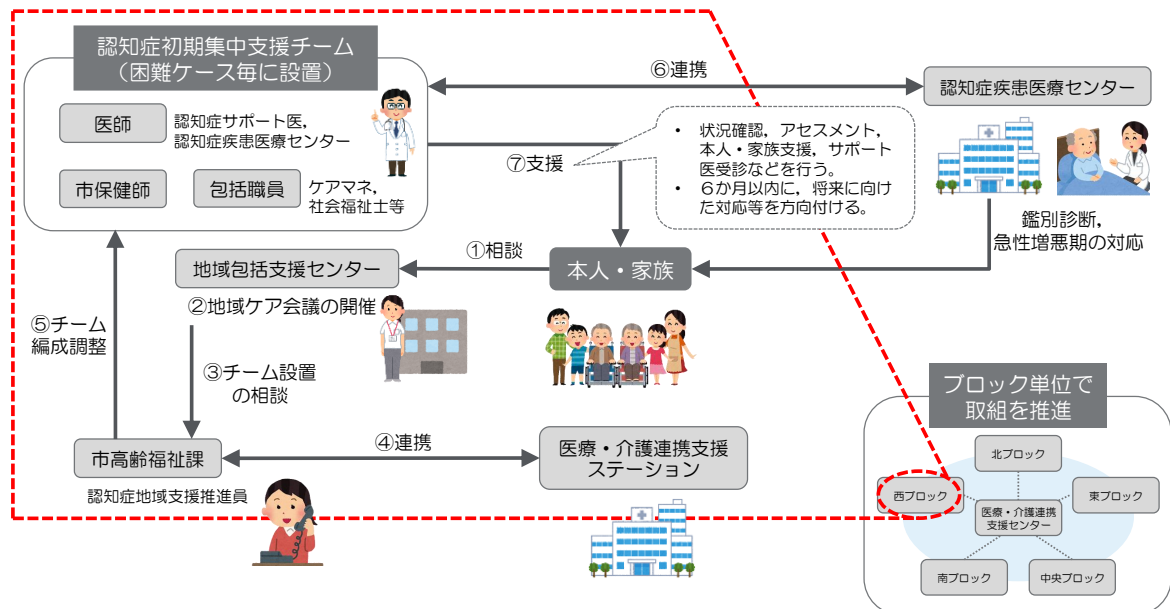 認知症初期集中支援チーム
（困難ケース毎に設置）
医師
認知症サポート医，
認知症疾患医療センター
市保健師
包括職員
ケアマネ，
社会福祉士等
⑥連携
認知症疾患医療センター
⑦支援
・ 状況確認，アセスメント，
本人・家族支援，サポート
医受診などを行う。
・ ６か月以内に，将来に向け
た対応等を方向付ける。
鑑別診断，
急性増悪期の対応
①相談
地域包括支援センター
本人・家族
②地域ケア会議の開催
⑤チーム
編成調整
③チーム設置
の相談
市高齢福祉課
認知症地域支援推進員
④連携
医療・介護連携支援
ステーション
ブロック単位で
取組を推進
北ブロック
西ブロック
東ブロック
医療・介護連携
支援センター
南ブロック
中央ブロック